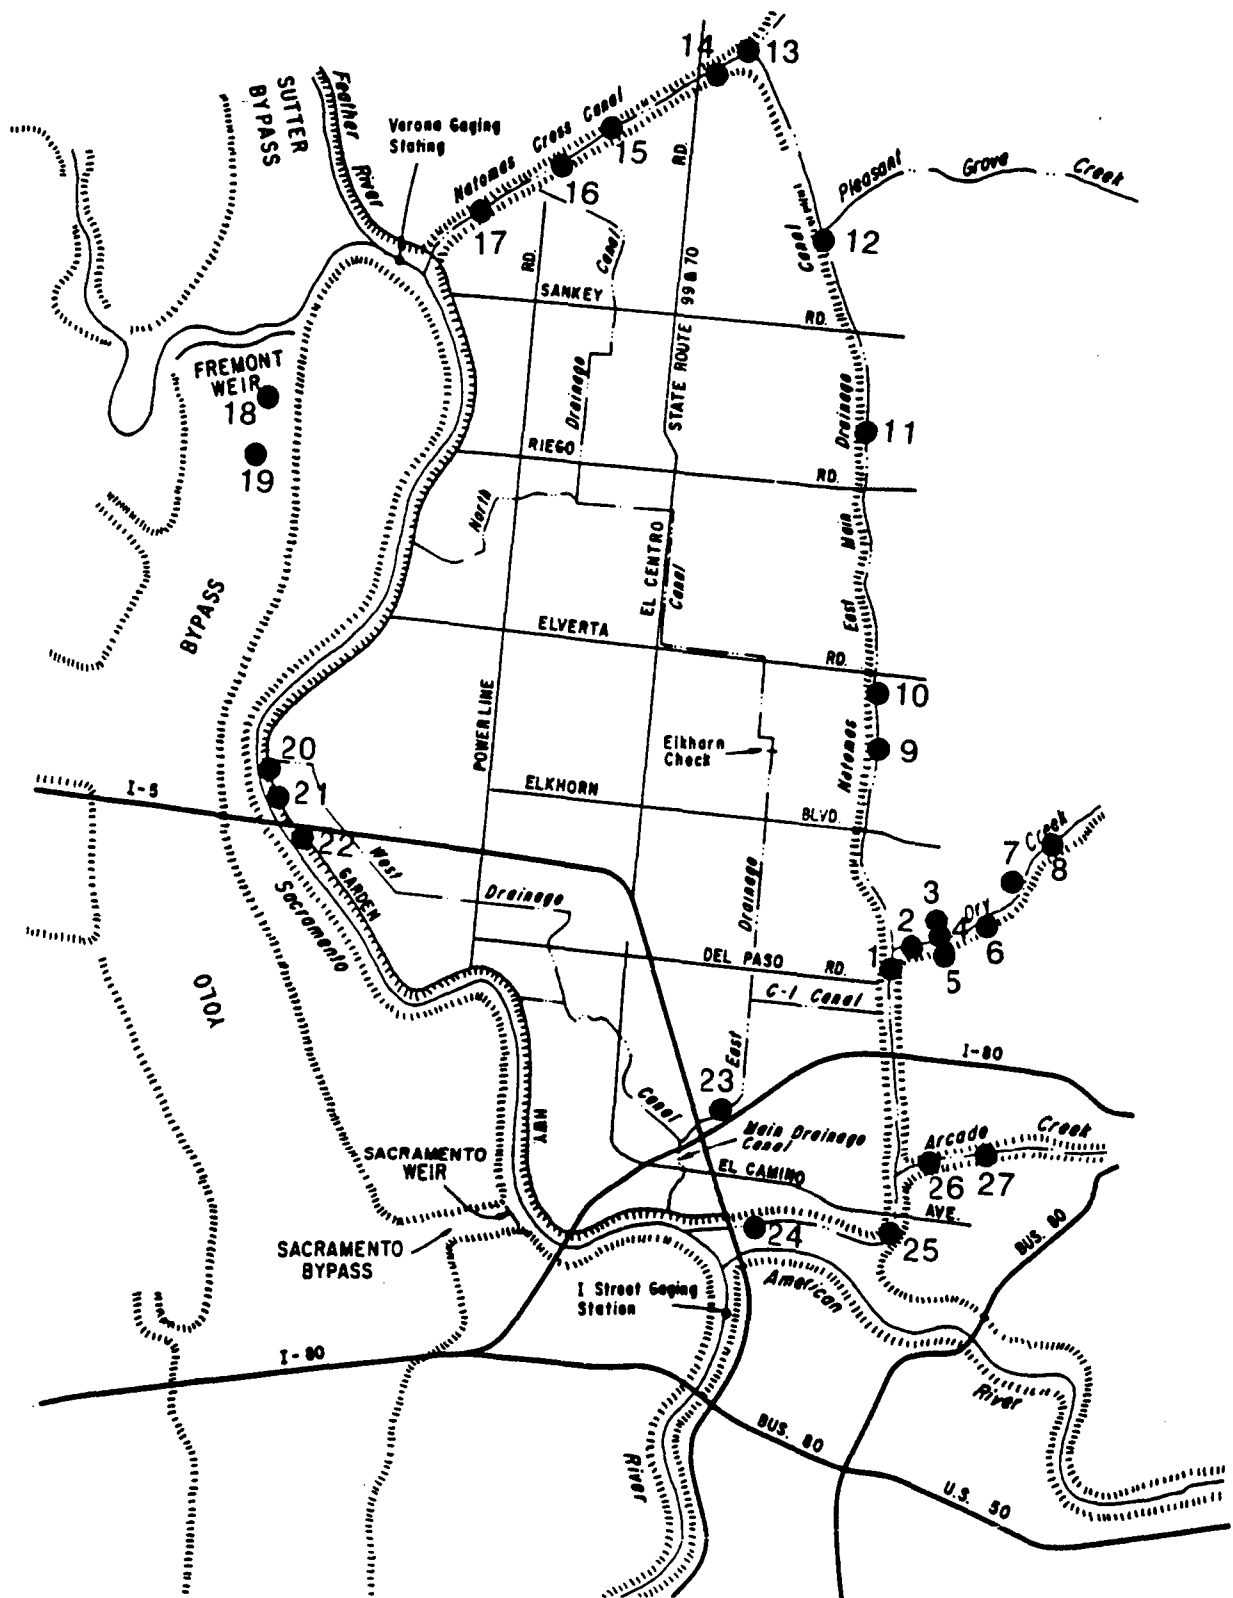 14
13
SUTTER
BYPASS
Feather
River
Verona Gaging
Stating
Natomas Cross Canal
15
16
17
RD.
Pleasant Grove Creek
12
Canal
RD.
Canal
SANKEY RD.
STATE ROUTE 99 & 70
FREMONT
WEIR
18
19
Drainage
Drainage
11
RIEGO RD.
North
Main
EL CENTRO
Canal
East
BYPASS
ELVERTA RD.
10
POWER LINE
Elkhorn
Check
9
Natomas
20
21
I-5
ELKHORN BLVD.
22
West
GARDEN
Drainage
Drainage
Sacramento
7
Creek
8
3
Dry
2
4
6
1
5
DEL PASO RD.
C-1 Canal
YOLO
East
I-80
23
Canal
Main Drainage
Canal
HWY.
Arcade Creek
SACRAMENTO
WEIR
EL CAMINO AVE.
26
27
24
25
BUS. 80
SACRAMENTO
BYPASS
I Street Gaging
Station
American
River
I-80
BUS. 80
River
U.S. 50